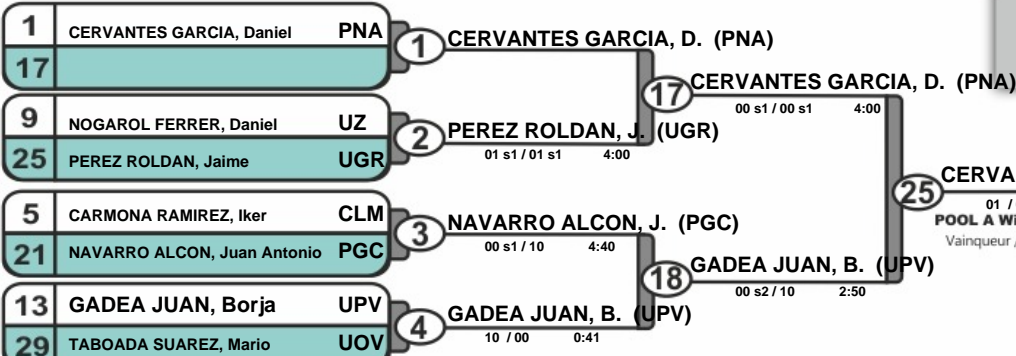 1 CERVANTES GARCIA, Daniel PNA
17
1 CERVANTES GARCIA, D. (PNA)
17 CERVANTES GARCIA, D. (PNA)
00 s1 / 00 s1 4:00
9 NOGAROL FERRER, Daniel UZ
25 PEREZ ROLDAN, Jaime UGR
2 PEREZ ROLDAN, J. (UGR)
01 s1 / 01 s1 4:00
25 CERVA
01 /
POOL A Wi
Vainqueur
5 CARMONA RAMIREZ, Iker CLM
21 NAVARRO ALCON, Juan Antonio PGC
3 NAVARRO ALCON, J. (PGC)
00 s1 / 10 4:40
18 GADEA JUAN, B. (UPV)
00 s2 / 10 2:50
13 GADEA JUAN, Borja UPV
29 TABOADA SUAREZ, Mario UOV
4 GADEA JUAN, B. (UPV)
10 / 00 0:41